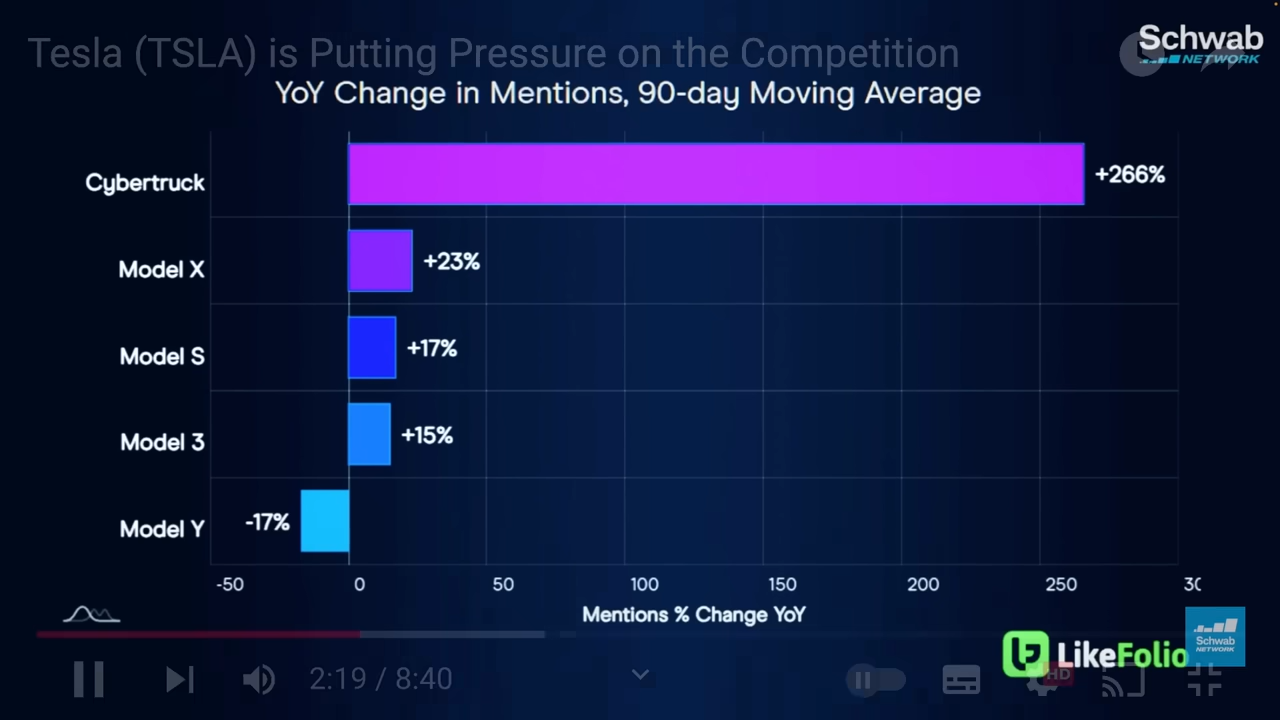 Tesla (TSLA) is Putting Pressure on the Competition
Schwab
NETWORK
YoY Change in Mentions, 90-day Moving Average
Cybertruck
+266%
Model X
+23%
Model S
+17%
Model 3
+15%
Model Y
-17%
-50 0 50 100 150 200 250 30
Mentions % Change YoY
LikeFolio
Schwab
NETWORK
2:19 / 8:40
HD